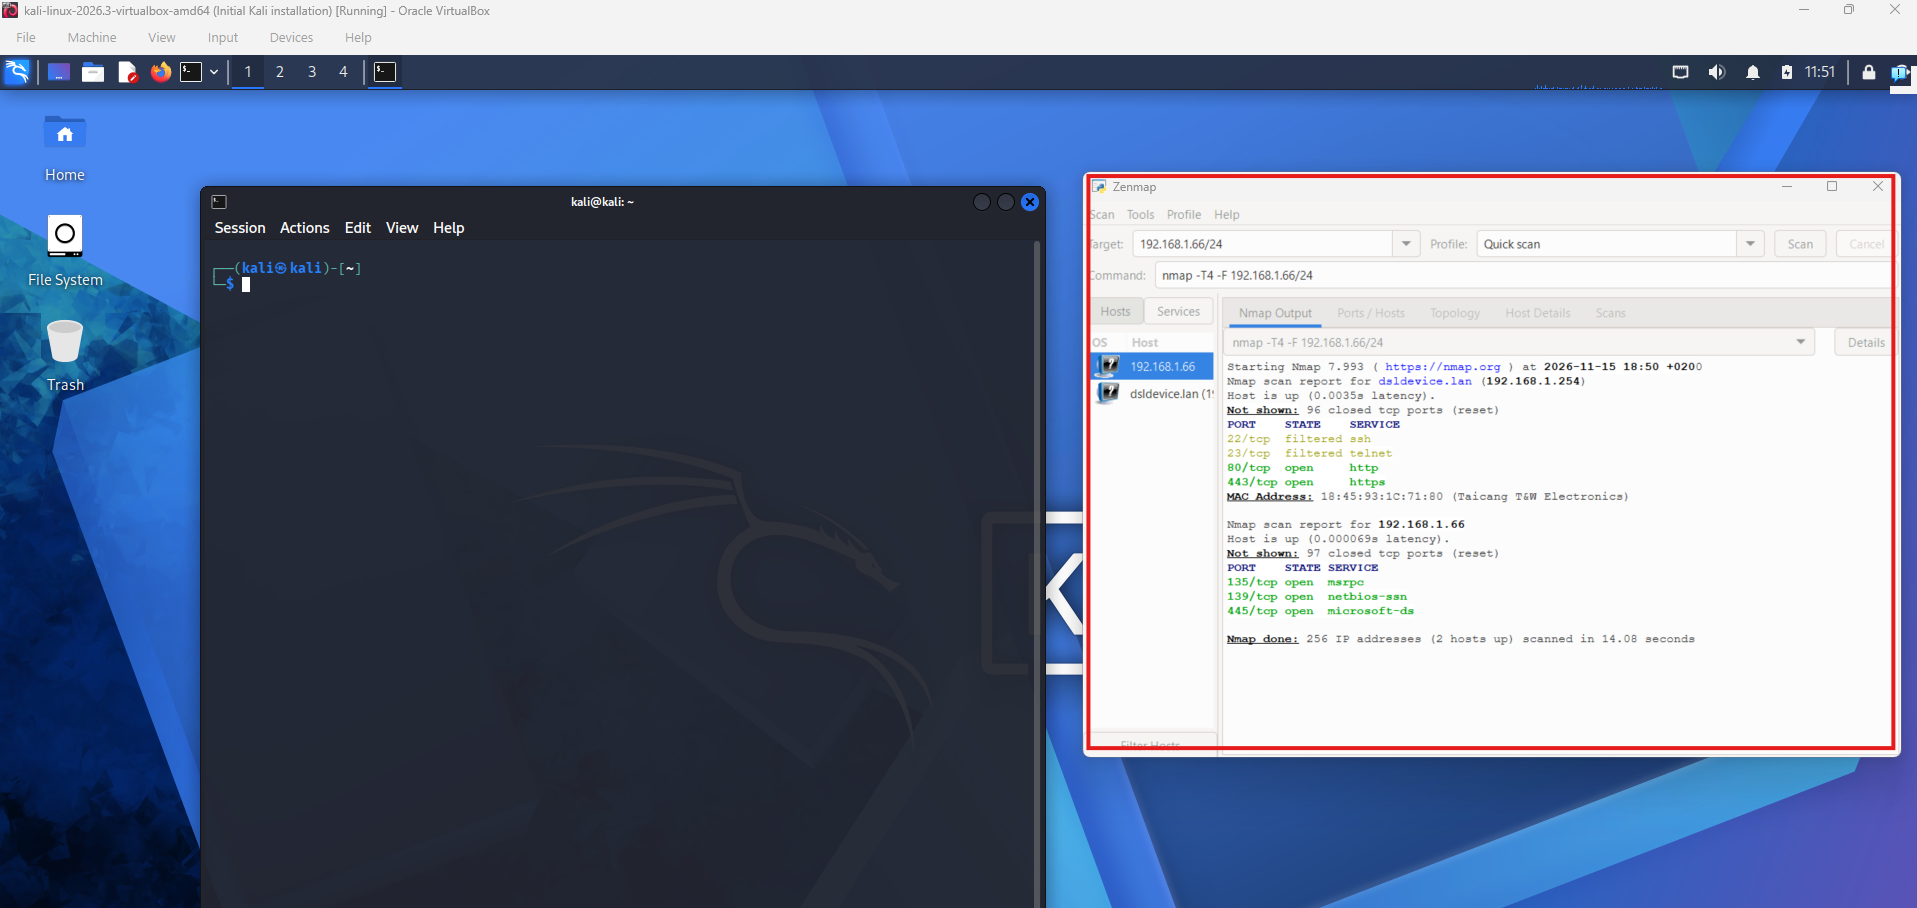 kali-linux-2026.3-virtualbox-amd64 (Initial Kali installation) [Running] - Oracle VirtualBox
File Machine View Input Devices Help
1 2 3 4 11:51
Home
File System
Trash
kali@kali: ~
Session Actions Edit View Help
(kali㉿kali)-[~]
$
Zenmap
Scan Tools Profile Help
Target: 192.168.1.66/24 Profile: Quick scan Scan Cancel
Command: nmap -T4 -F 192.168.1.66/24
Hosts Services
OS Host
192.168.1.66
dsldevice.lan (19
Filter Hosts
Nmap Output Ports / Hosts Topology Host Details Scans
nmap -T4 -F 192.168.1.66/24 Details
Starting Nmap 7.993 ( https://nmap.org ) at 2026-11-15 18:50 +0200
Nmap scan report for dsldevice.lan (192.168.1.254)
Host is up (0.0035s latency).
Not shown: 96 closed tcp ports (reset)
PORT STATE SERVICE
22/tcp filtered ssh
23/tcp filtered telnet
80/tcp open http
443/tcp open https
MAC Address: 18:45:93:1C:71:80 (Taicang T&W Electronics)
Nmap scan report for 192.168.1.66
Host is up (0.000069s latency).
Not shown: 97 closed tcp ports (reset)
PORT STATE SERVICE
135/tcp open msrpc
139/tcp open netbios-ssn
445/tcp open microsoft-ds
Nmap done: 256 IP addresses (2 hosts up) scanned in 14.08 seconds